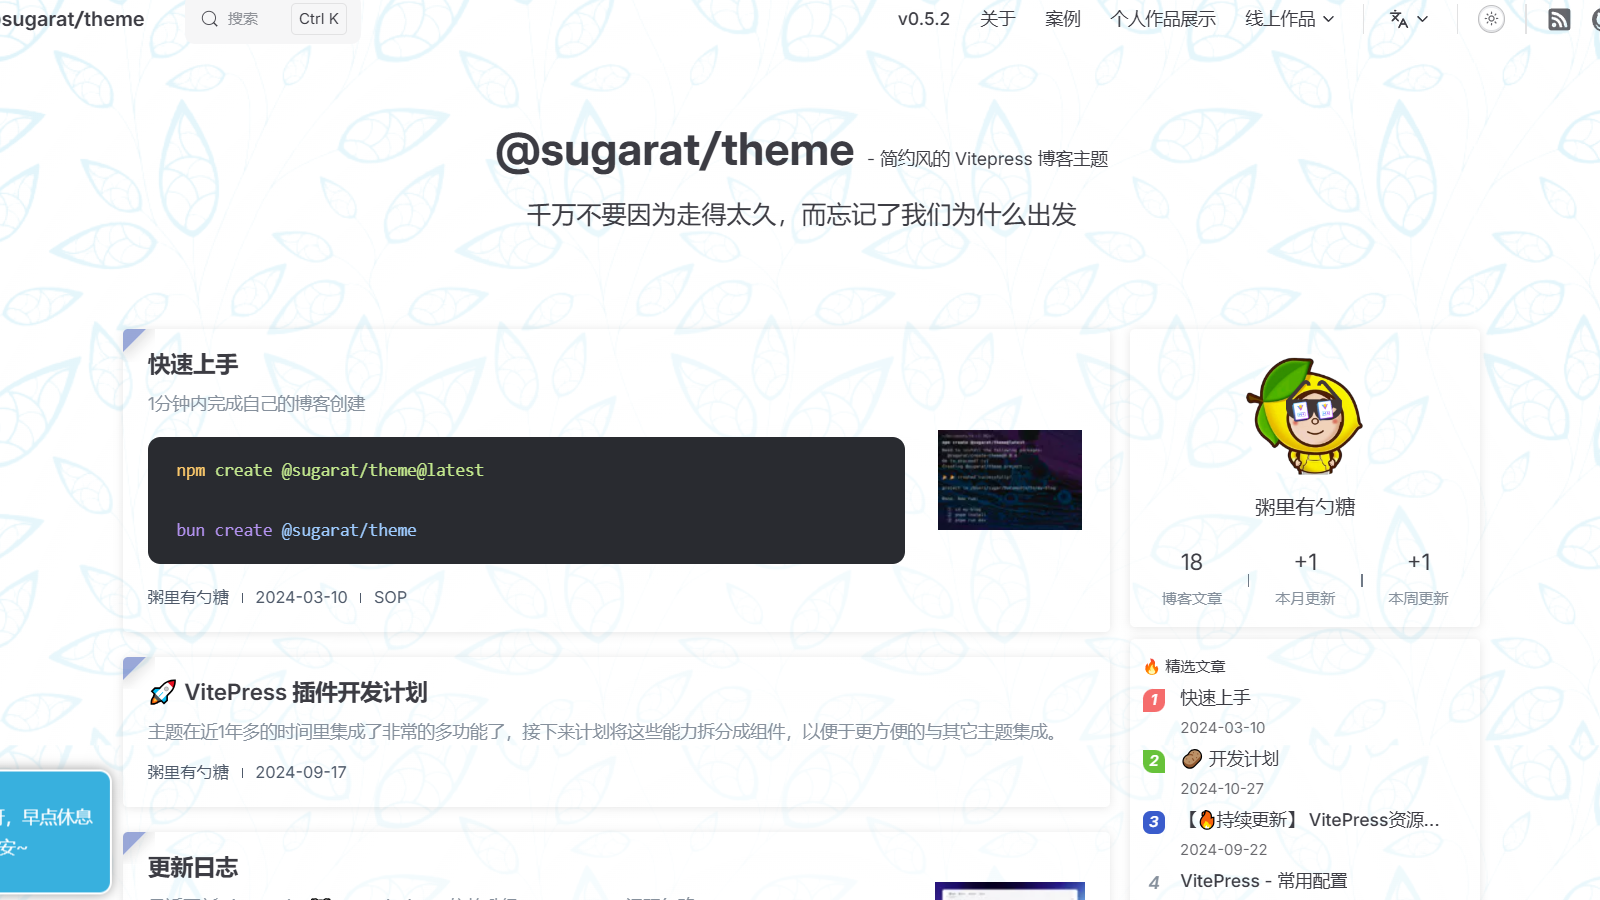 sugarat/theme
搜索
Ctrl K
v0.5.2
关于
案例
个人作品展示
线上作品
@sugarat/theme - 简约风的 Vitepress 博客主题
千万不要因为走得太久，而忘记了我们为什么出发
快速上手
1分钟内完成自己的博客创建
npm create @sugarat/theme@latest
bun create @sugarat/theme
粥里有勺糖
2024-03-10
SOP
🚀 VitePress 插件开发计划
主题在近1年多的时间里集成了非常的多功能了，接下来计划将这些能力拆分成组件，以便于更方便的与其它主题集成。
粥里有勺糖
2024-09-17
更新日志
粥里有勺糖
18
博客文章
+1
本月更新
+1
本周更新
🔥 精选文章
1 快速上手
2024-03-10
2 🥔 开发计划
2024-10-27
3 【🔥持续更新】 VitePress资源...
2024-09-22
4 VitePress - 常用配置
，早点休息
安~